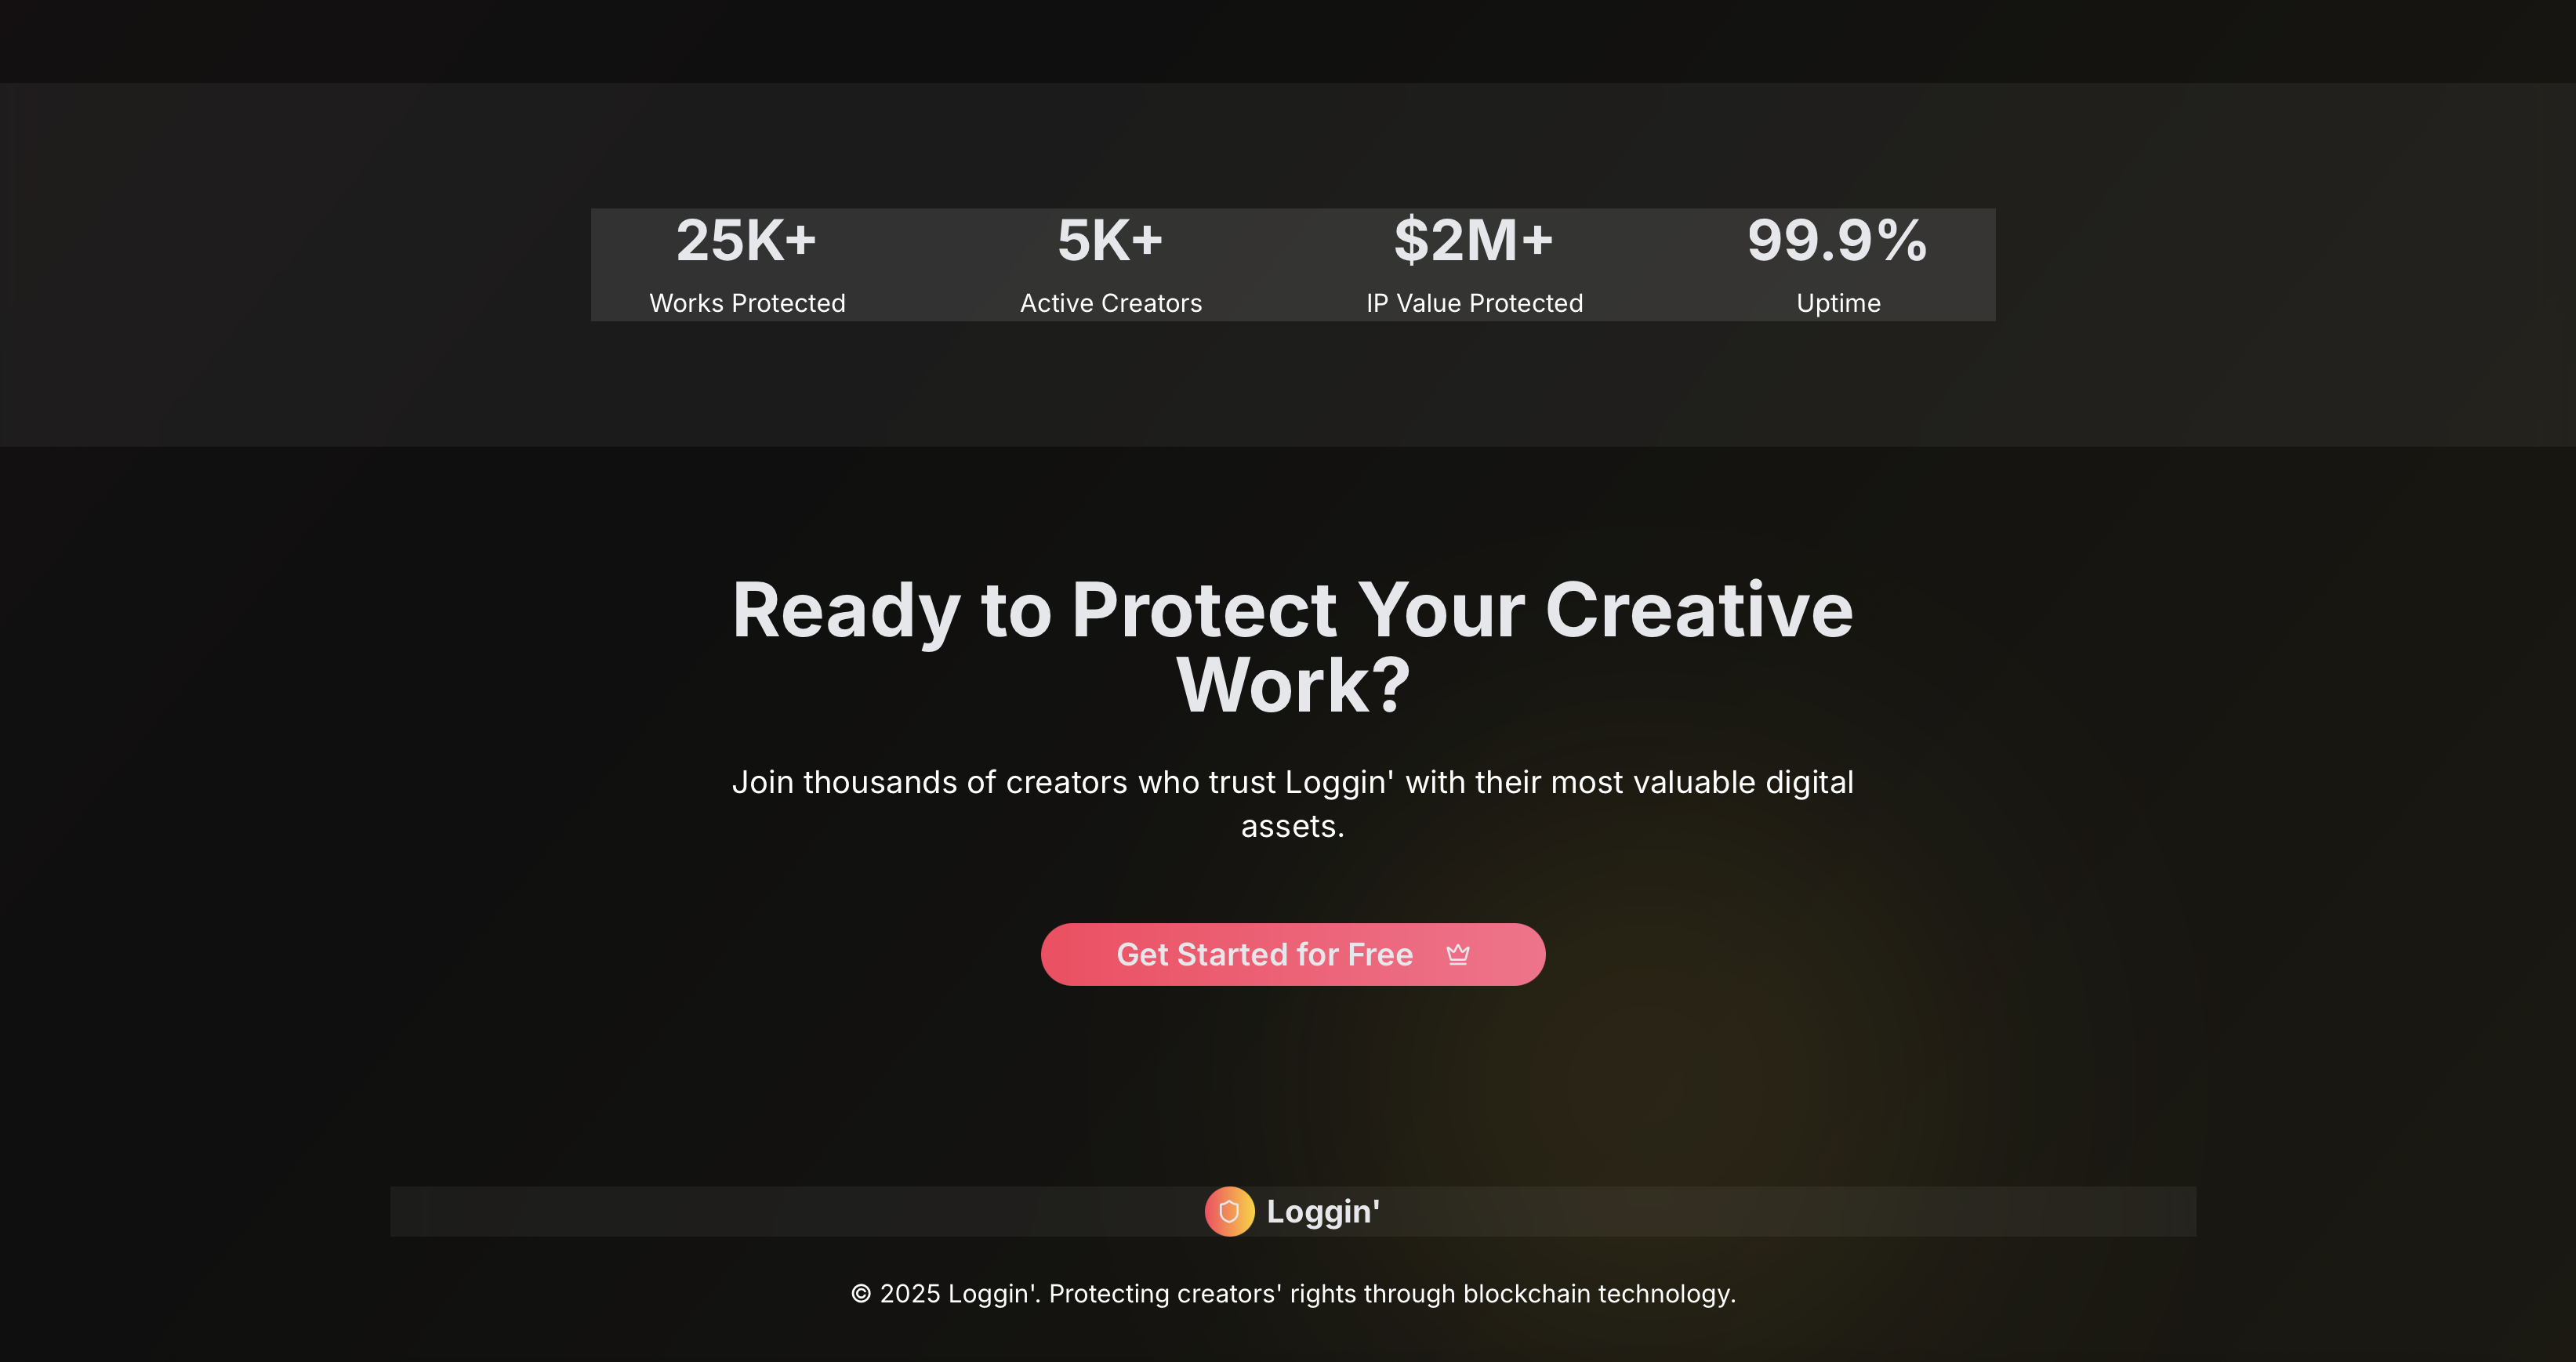 25K+ 5K+ $2M+ 99.9%
Works Protected Active Creators IP Value Protected Uptime
Ready to Protect Your Creative
Work?
Join thousands of creators who trust Loggin' with their most valuable digital
assets.
Get Started for Free
Loggin'
© 2025 Loggin'. Protecting creators' rights through blockchain technology.